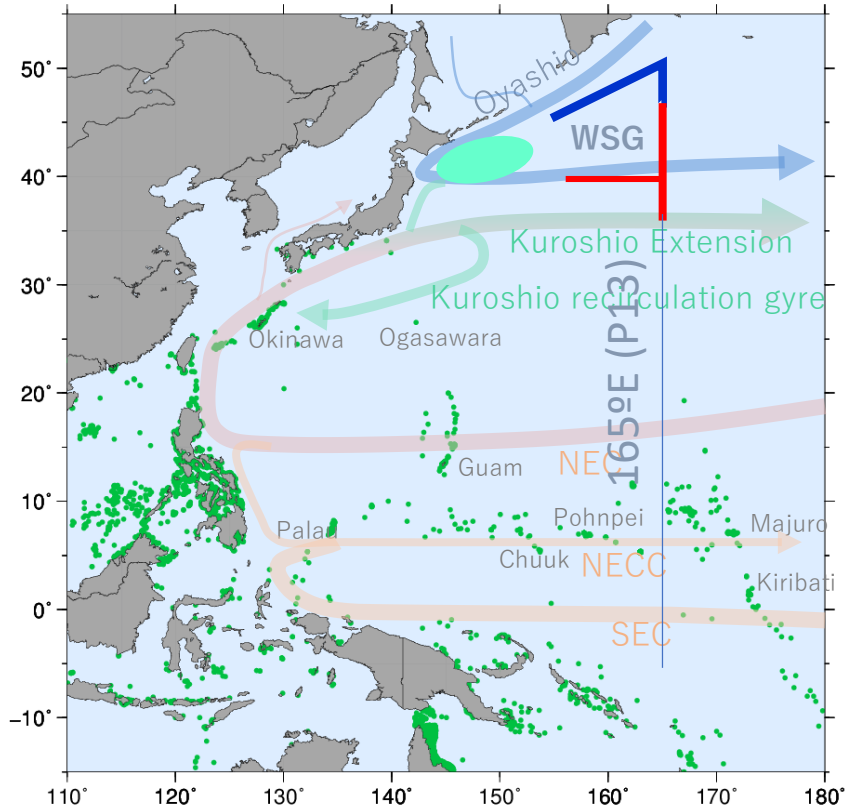 50°
40°
30°
20°
10°
0°
−10°
Oyashio
WSG
Kuroshio Extension
Kuroshio recirculation gyre
165ºE (P13)
Okinawa
Ogasawara
Guam
NEC
Palau
Pohnpei
Majuro
Chuuk
NECC
Kiribati
SEC
110°
120°
130°
140°
150°
160°
170°
180°